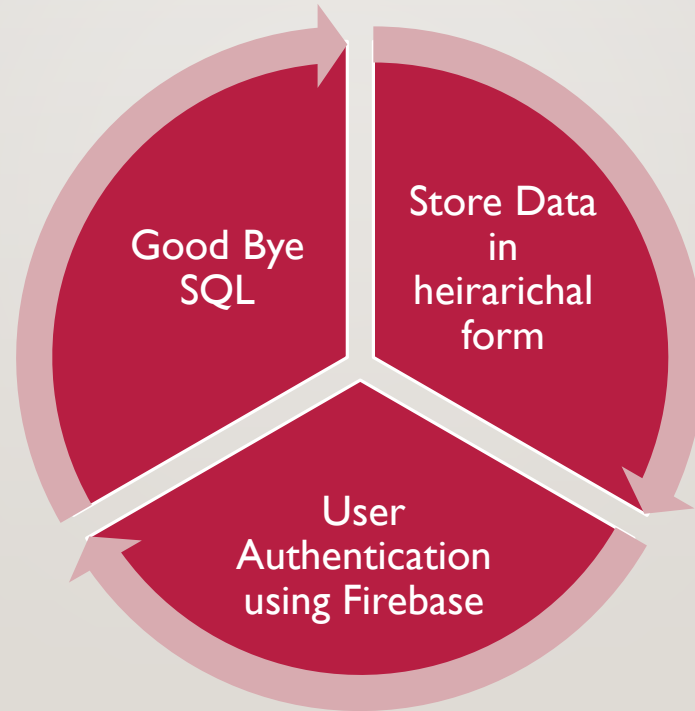 Good Bye
SQL
Store Data
in
heirarichal
form
User
Authentication
using Firebase